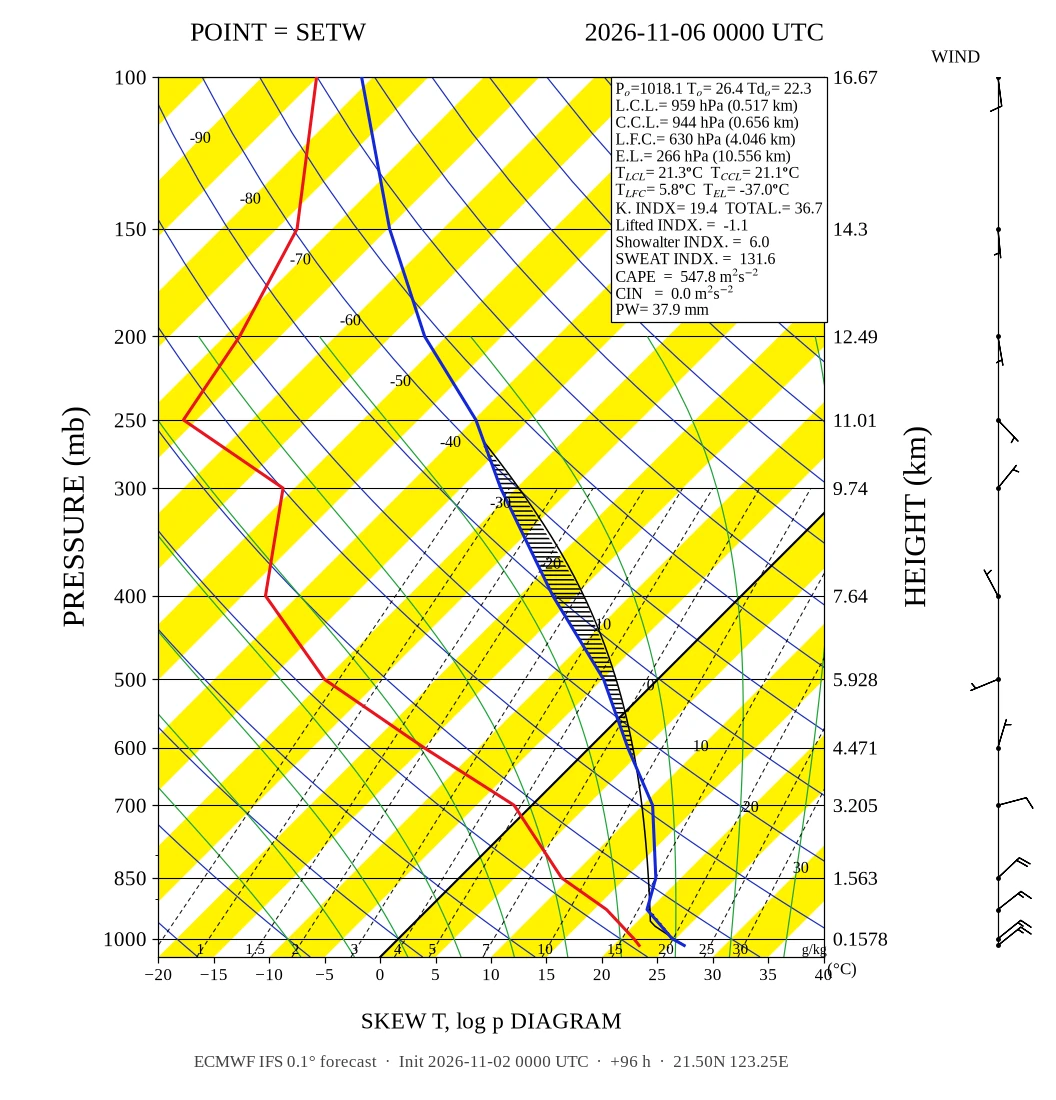 POINT = SETW
2026-11-06 0000 UTC
WIND
P₀=1018.1 T₀= 26.4 Td₀= 22.3
L.C.L.= 959 hPa (0.517 km)
C.C.L.= 944 hPa (0.656 km)
L.F.C.= 630 hPa (4.046 km)
E.L.= 266 hPa (10.556 km)
T_LCL= 21.3°C T_CCL= 21.1°C
T_LFC= 5.8°C T_EL= -37.0°C
K. INDX= 19.4 TOTAL.= 36.7
Lifted INDX. = -1.1
Showalter INDX. = 6.0
SWEAT INDX. = 131.6
CAPE = 547.8 m²s⁻²
CIN = 0.0 m²s⁻²
PW= 37.9 mm
PRESSURE (mb)
100
150
200
250
300
400
500
600
700
850
1000
-90
-80
-70
-60
-50
-40
-30
-20
-10
0
10
20
30
16.67
14.3
12.49
11.01
9.74
7.64
5.928
4.471
3.205
1.563
0.1578
HEIGHT (km)
1 1.5 2 3 4 5 7 10 15 20 25 30 g/kg
−20 −15 −10 −5 0 5 10 15 20 25 30 35 40 (°C)
SKEW T, log p DIAGRAM
ECMWF IFS 0.1° forecast · Init 2026-11-02 0000 UTC · +96 h · 21.50N 123.25E